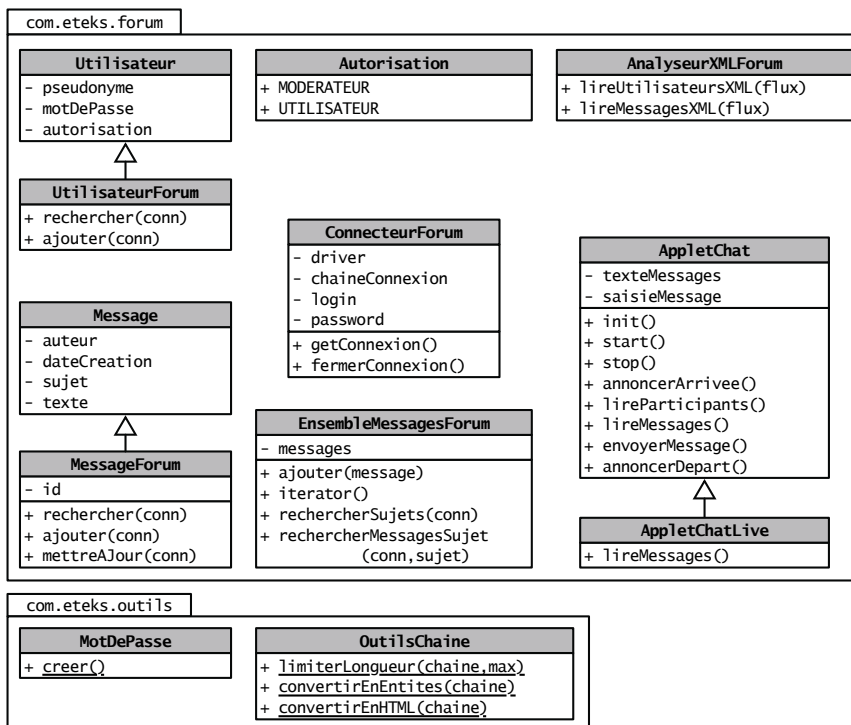 com.eteks.forum
Utilisateur
- pseudonyme
- motDePasse
- autorisation
Autorisation
+ MODERATEUR
+ UTILISATEUR
AnalyseurXMLForum
+ lireUtilisateursXML(flux)
+ lireMessagesXML(flux)
UtilisateurForum
+ rechercher(conn)
+ ajouter(conn)
ConnecteurForum
- driver
- chaineConnexion
- login
- password
+ getConnexion()
+ fermerConnexion()
AppletChat
- texteMessages
- saisieMessage
+ init()
+ start()
+ stop()
+ annoncerArrivee()
+ lireParticipants()
+ lireMessages()
+ envoyerMessage()
+ annoncerDepart()
Message
- auteur
- dateCreation
- sujet
- texte
MessageForum
- id
+ rechercher(conn)
+ ajouter(conn)
+ mettreAJour(conn)
EnsembleMessagesForum
- messages
+ ajouter(message)
+ iterator()
+ rechercherSujets(conn)
+ rechercherMessagesSujet
(conn,sujet)
AppletChatLive
+ lireMessages()
com.eteks.outils
MotDePasse
+ creer()
OutilsChaine
+ limiterLongueur(chaine,max)
+ convertirEnEntites(chaine)
+ convertirEnHTML(chaine)